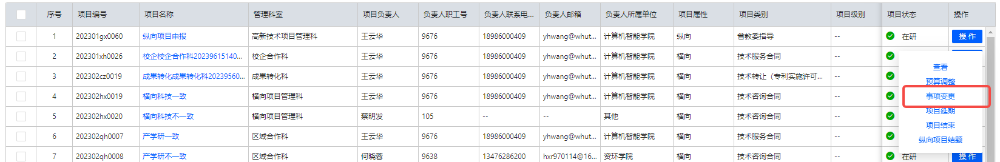 序号 项目编号 项目名称 管理科室 项目负责人 负责人职工号 负责人联系电... 负责人邮箱 负责人所属单位 项目属性 项目类别 项目级别 项目状态 操作
1 202301gx0060 纵向项目申报 高新技术项目管理科 王云华 9676 18986000409 yhwang@whut... 计算机智能学院 纵向 省教委指导 -- 在研 操 作
2 202301xh0026 校企校企合作科20239615140... 校企合作科 王云华 9676 18986000409 yhwang@whut... 计算机智能学院 横向 技术服务合同 --
查看
3 202302cz0019 成果转化成果转化科20239560... 成果转化科 王云华 9676 18986000409 yhwang@whut... 计算机智能学院 横向 技术转让（专利实施许可... --
预算调整
4 202302hx0019 横向科技一致 横向项目管理科 王云华 9676 18986000409 yhwang@whut... 计算机智能学院 横向 技术咨询合同 --
事项变更
5 202302hx0020 横向科技不一致 横向项目管理科 蔡明发 105 -- -- 其他 横向 技术咨询合同 --
项目延期
项目结束
6 202302qh0007 产学研一致 区域合作科 王云华 9676 18986000409 yhwang@whut... 计算机智能学院 横向 技术服务合同 --
纵向项目结题
7 202302qh0008 产学研不一致 区域合作科 何晓蓉 9638 13476286200 hxr970114@16... 资环学院 横向 技术咨询合同 -- 在研 操 作